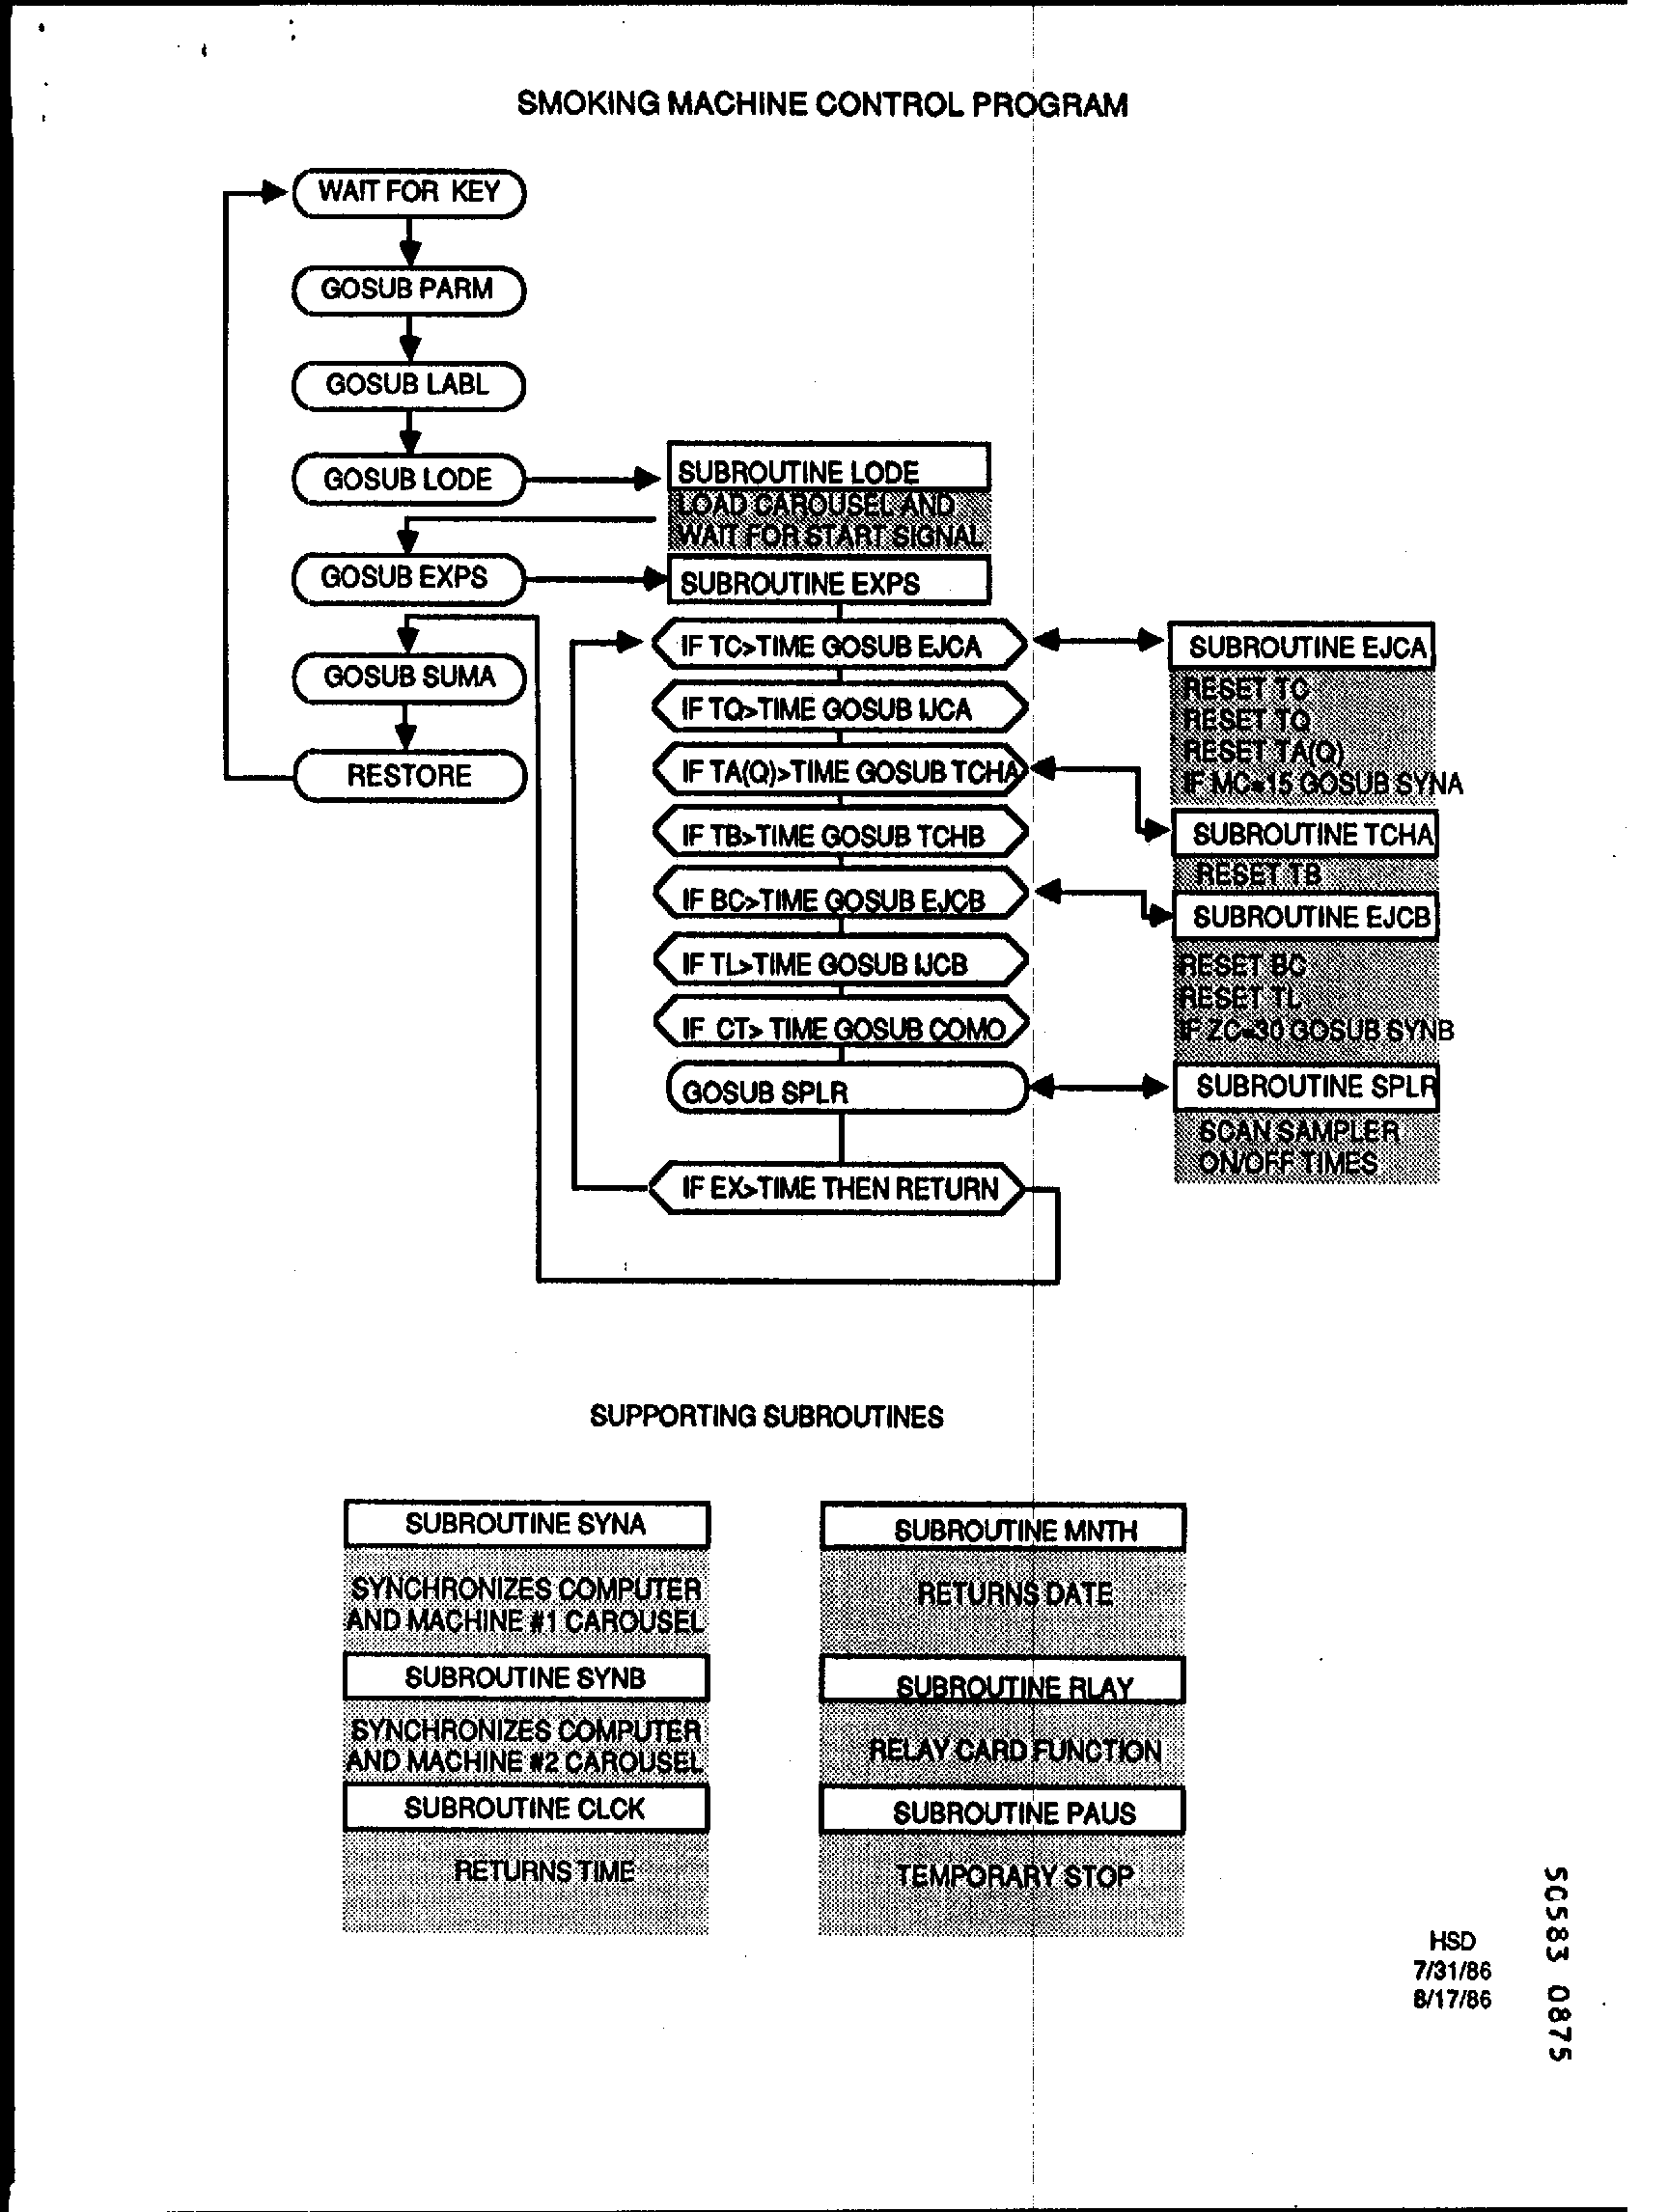 SMOKING MACHINE CONTROL PROGRAM
WAIT FOR KEY
GOSUB PARM
GOSUB LABL
GOSUB LODE
SUBROUTINE LODE
LOAD CAROUSEL AND
WAIT FOR START SIGNAL
GOSUB EXPS
SUBROUTINE EXPS
GOSUB SUMA
RESTORE
IF TC>TIME GOSUB EJCA
IF TQ>TIME GOSUB IJCA
IF TA(Q)>TIME GOSUB TCHA
IF TB>TIME GOSUB TCHB
IF BC>TIME GOSUB EJCB
IF TL>TIME GOSUB IJCB
IF CT> TIME GOSUB COMO
GOSUB SPLR
IF EX>TIME THEN RETURN
SUBROUTINE EJCA
RESET TC
RESET TQ
RESET TA(Q)
IF MC=15 GOSUB SYNA
SUBROUTINE TCHA
RESET TB
SUBROUTINE EJCB
RESET BC
RESET TL
IF ZC=30 GOSUB SYNB
SUBROUTINE SPLR
SCAN SAMPLER
ON/OFF TIMES
SUPPORTING SUBROUTINES
SUBROUTINE SYNA
SYNCHRONIZES COMPUTER
AND MACHINE #1 CAROUSEL
SUBROUTINE SYNB
SYNCHRONIZES COMPUTER
AND MACHINE #2 CAROUSEL
SUBROUTINE CLCK
RETURNS TIME
SUBROUTINE MNTH
RETURNS DATE
SUBROUTINE RLAY
RELAY CARD FUNCTION
SUBROUTINE PAUS
TEMPORARY STOP
HSD
7/31/86
8/17/86
50583 0875